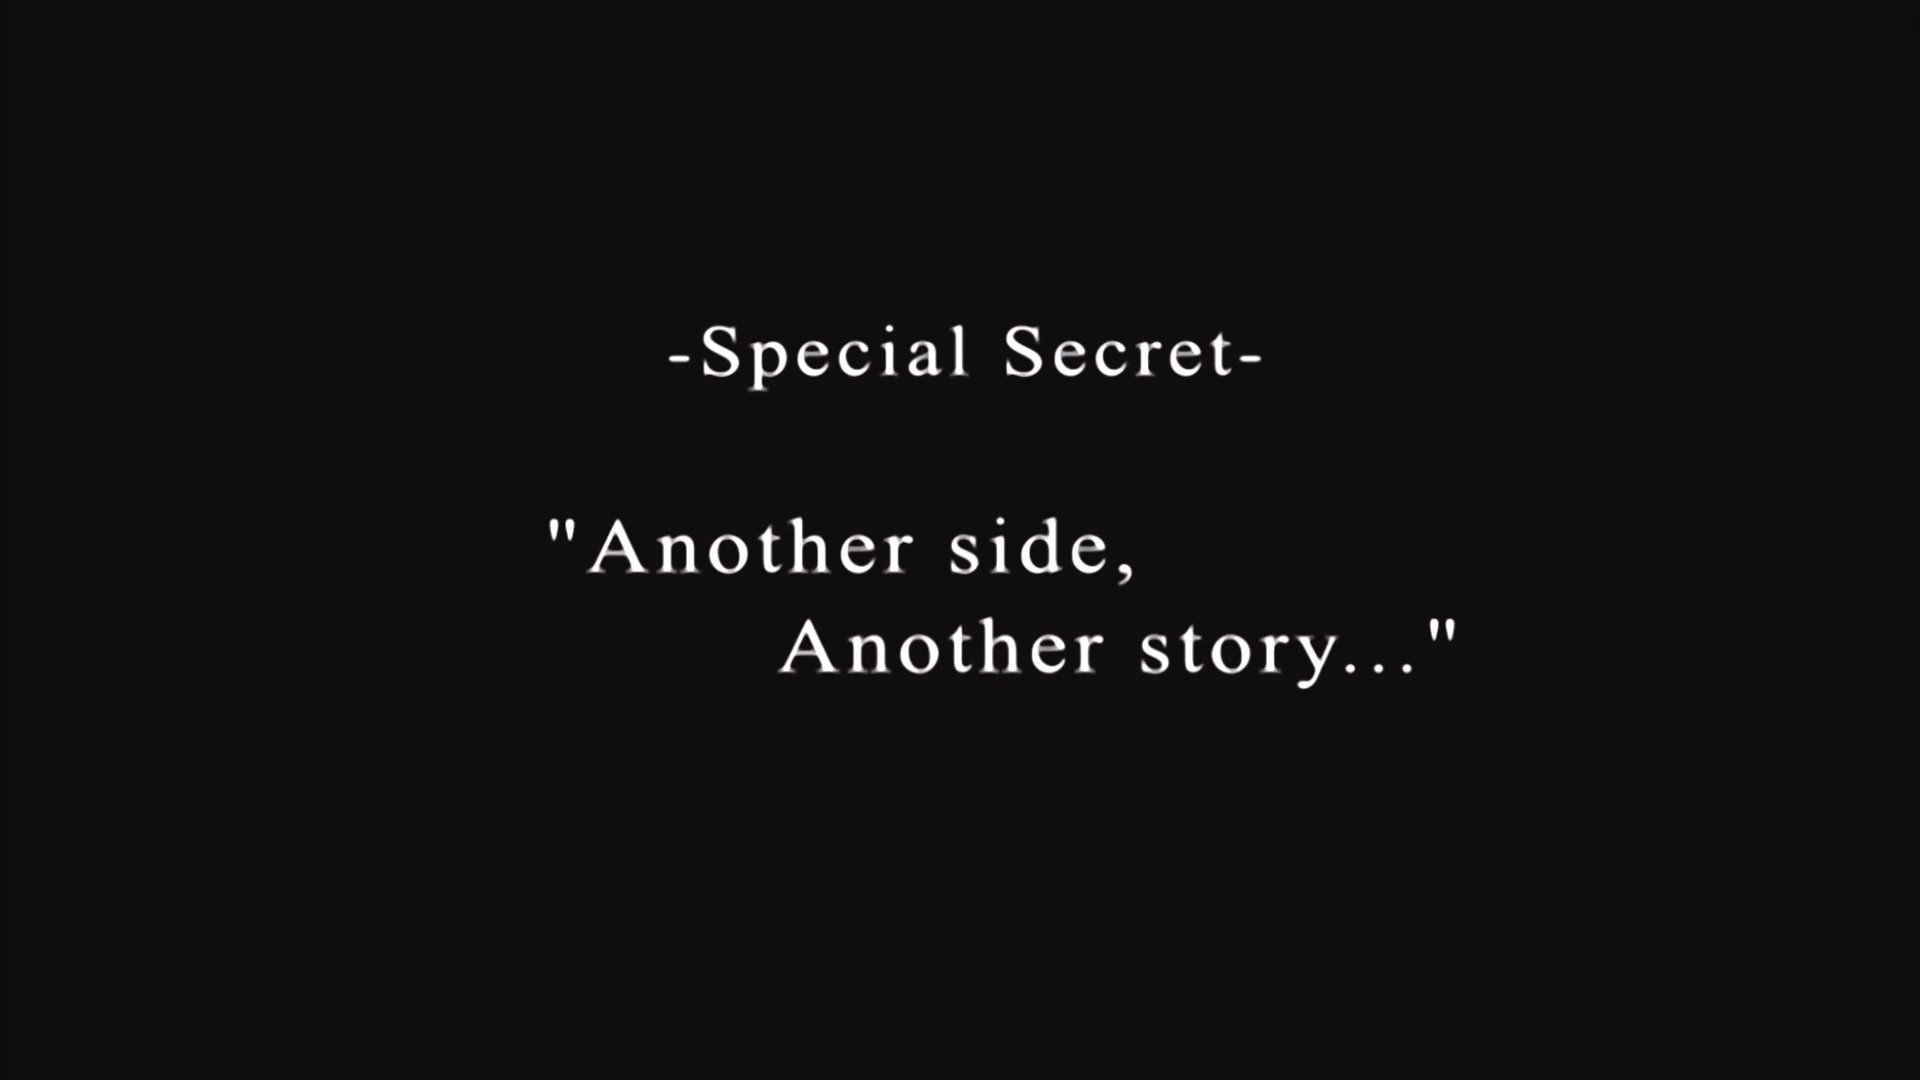 -Special Secret-
"Another side,
Another story..."